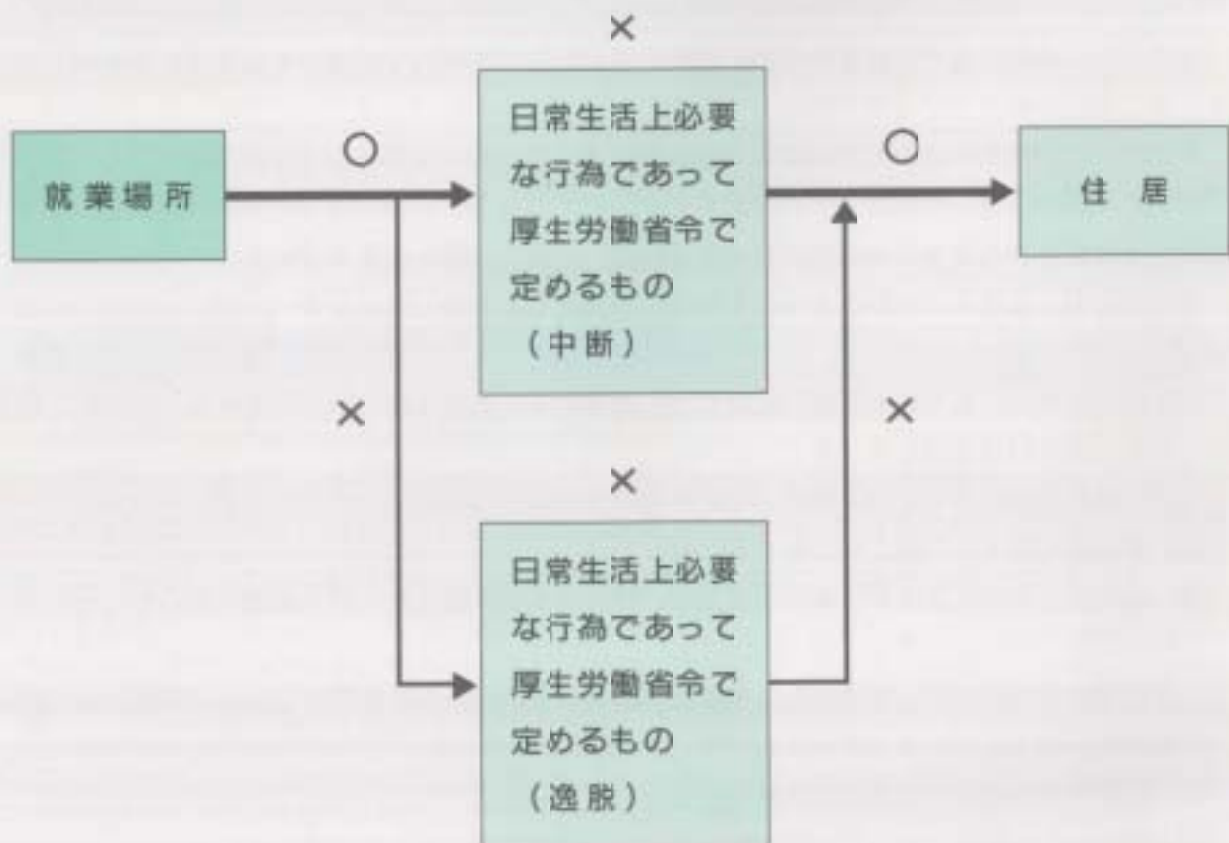 ×
日常生活上必要
な行為であって
厚生労働省令で
定めるもの
（中断）
就業場所
○
○
住居
×
×
×
日常生活上必要
な行為であって
厚生労働省令で
定めるもの
（逸脱）